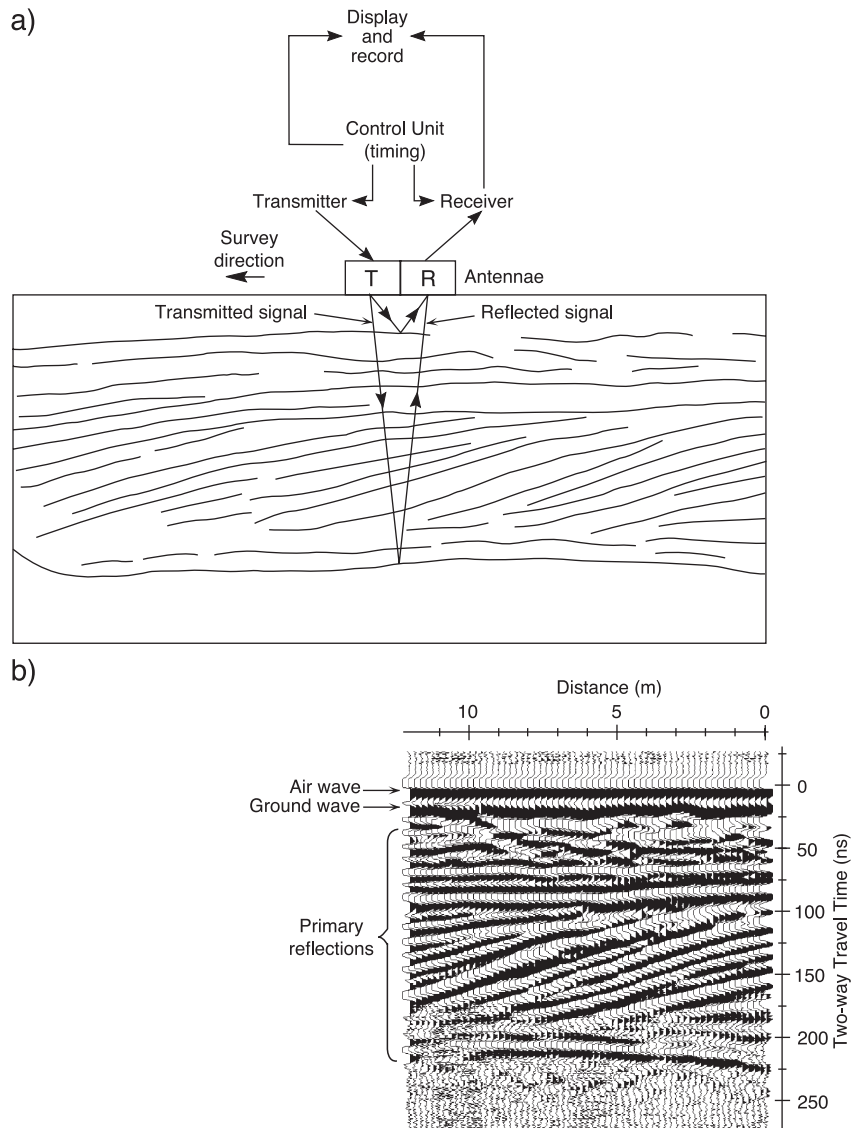 a)
Display
and
record
Control Unit
(timing)
Transmitter
Receiver
Survey
direction
T
R
Antennae
Transmitted signal
Reflected signal
b)
Distance (m)
10 5 0
Air wave
Ground wave
Primary
reflections
0
50
100
150
200
250
Two-way Travel Time (ns)